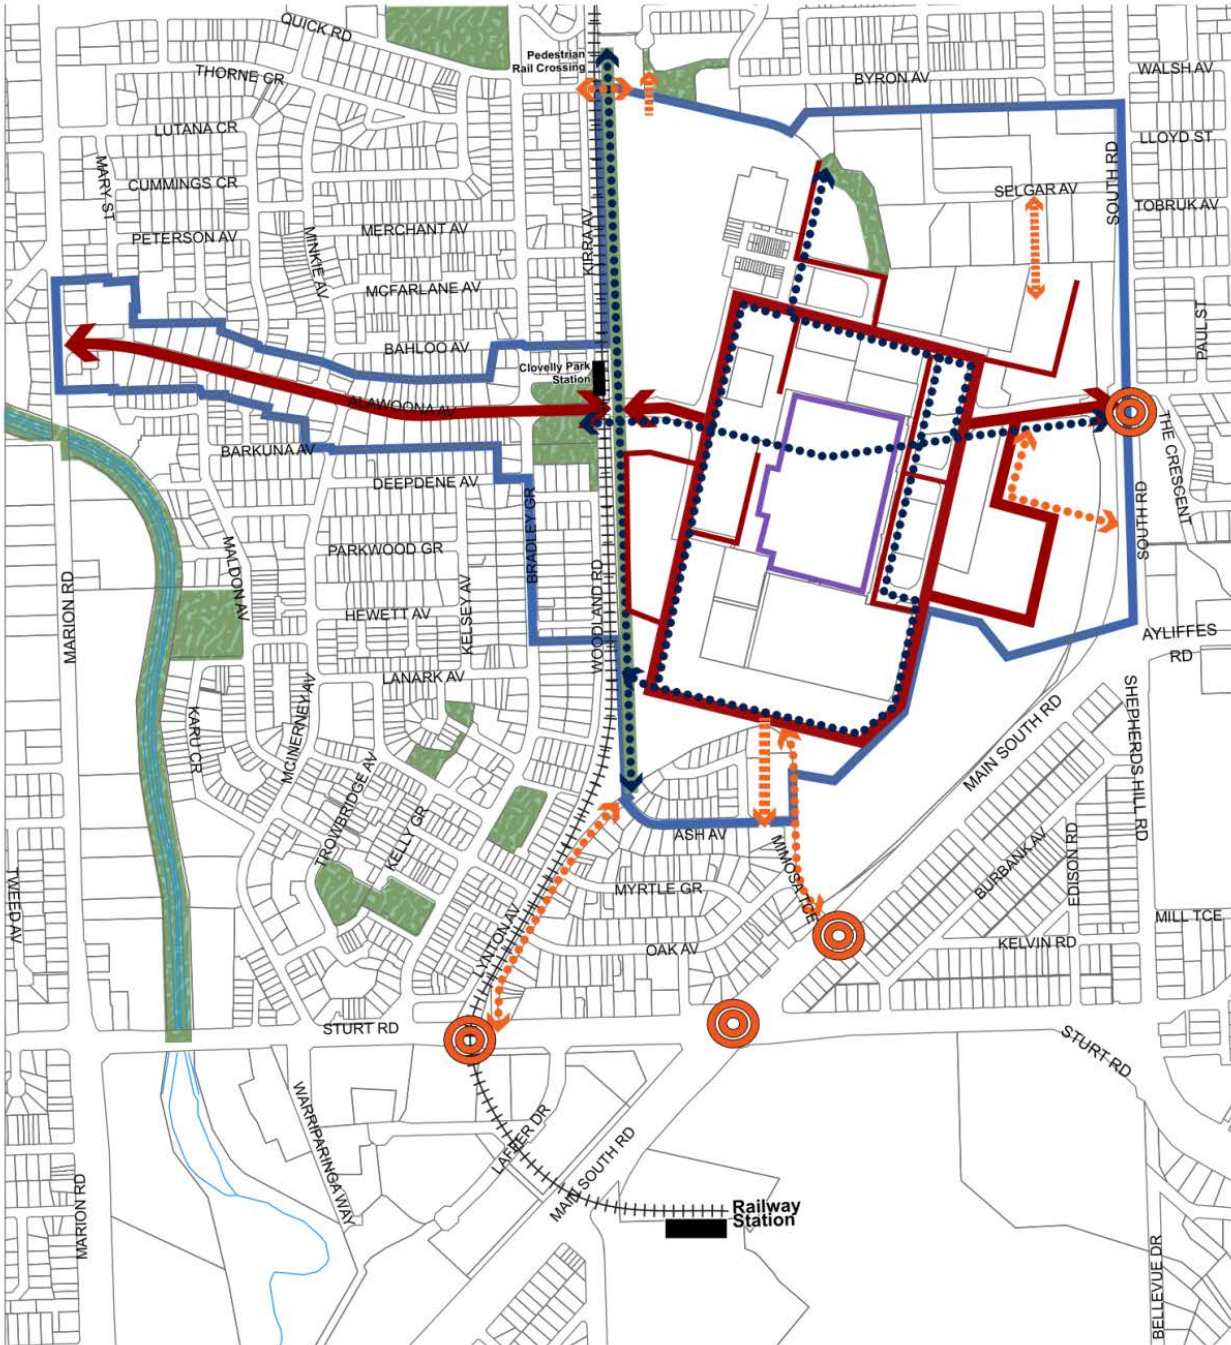 QUICK RD
Pedestrian
Rail Crossing
THORNE CR
BYRON AV
WALSH AV
LUTANA CR
LLOYD ST
MARY ST
CUMMINGS CR
SOUTH RD
SELGAR AV
TOBRUK AV
PETERSON AV
MERCHANT AV
KIRRA AV
MINKIE AV
MCFARLANE AV
PAUL ST
BAHLOO AV
Clovelly Park
Station
ALAWOONA AV
THE CRESCENT
BARKUNA AV
DEEPDENE AV
BRADLEY GR
SOUTH RD
PARKWOOD GR
MALDON AV
MARION RD
HEWETT AV
KELSEY AV
WOODLAND RD
AYLIFFES
RD
LANARK AV
KARU CR
MCINERNEY AV
MAIN SOUTH RD
SHEPHERDS HILL RD
TROWBRIDGE AV
KELLY GR
ASH AV
MIMOSA TCE
BURBANK AV
EDISON RD
TWEED AV
MYRTLE GR
MILL TCE
LYNTON AV
OAK AV
KELVIN RD
STURT RD
STURT RD
WARRIPARINGA WAY
LAFFER DR
MAIN SOUTH RD
MARION RD
Railway
Station
BELLEVUE DR